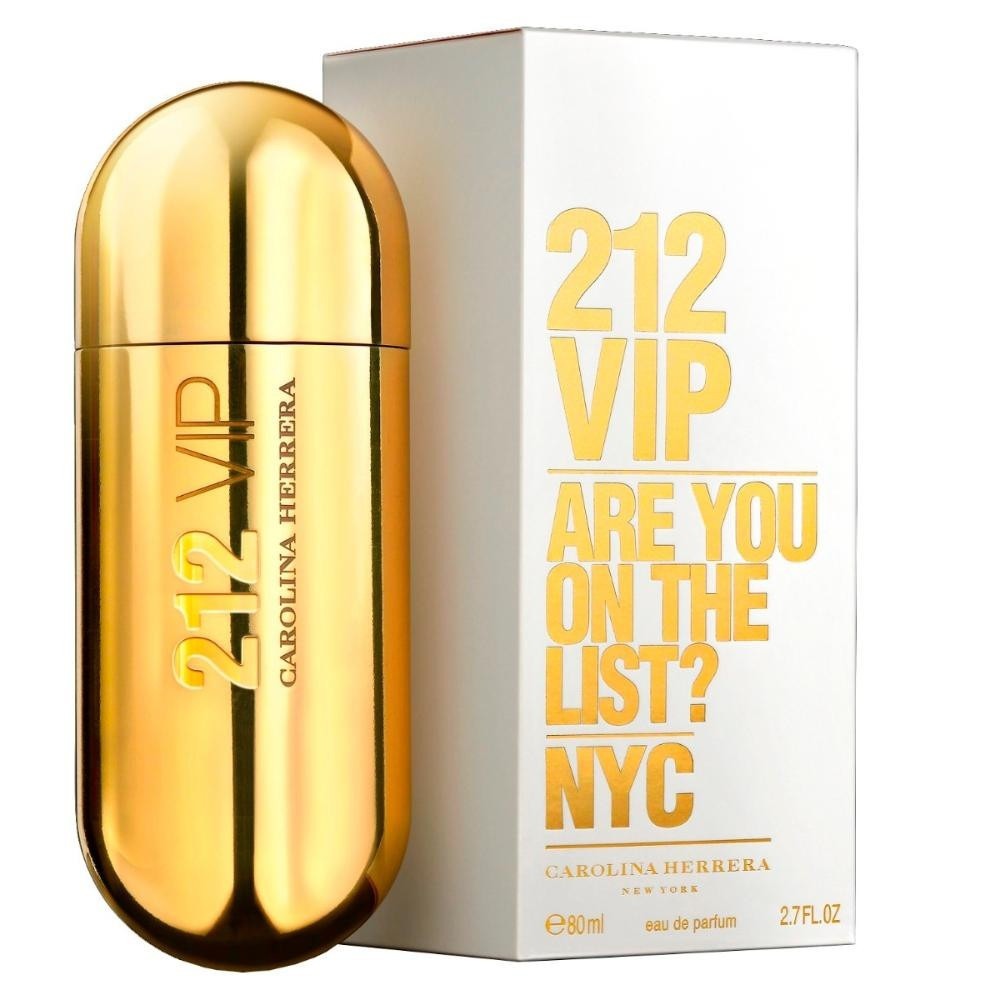 212 VIP
CAROLINA HERRERA
212
VIP
ARE YOU
ON THE
LIST?
NYC
CAROLINA HERRERA
NEW YORK
℮80ml eau de parfum 2.7FL.OZ